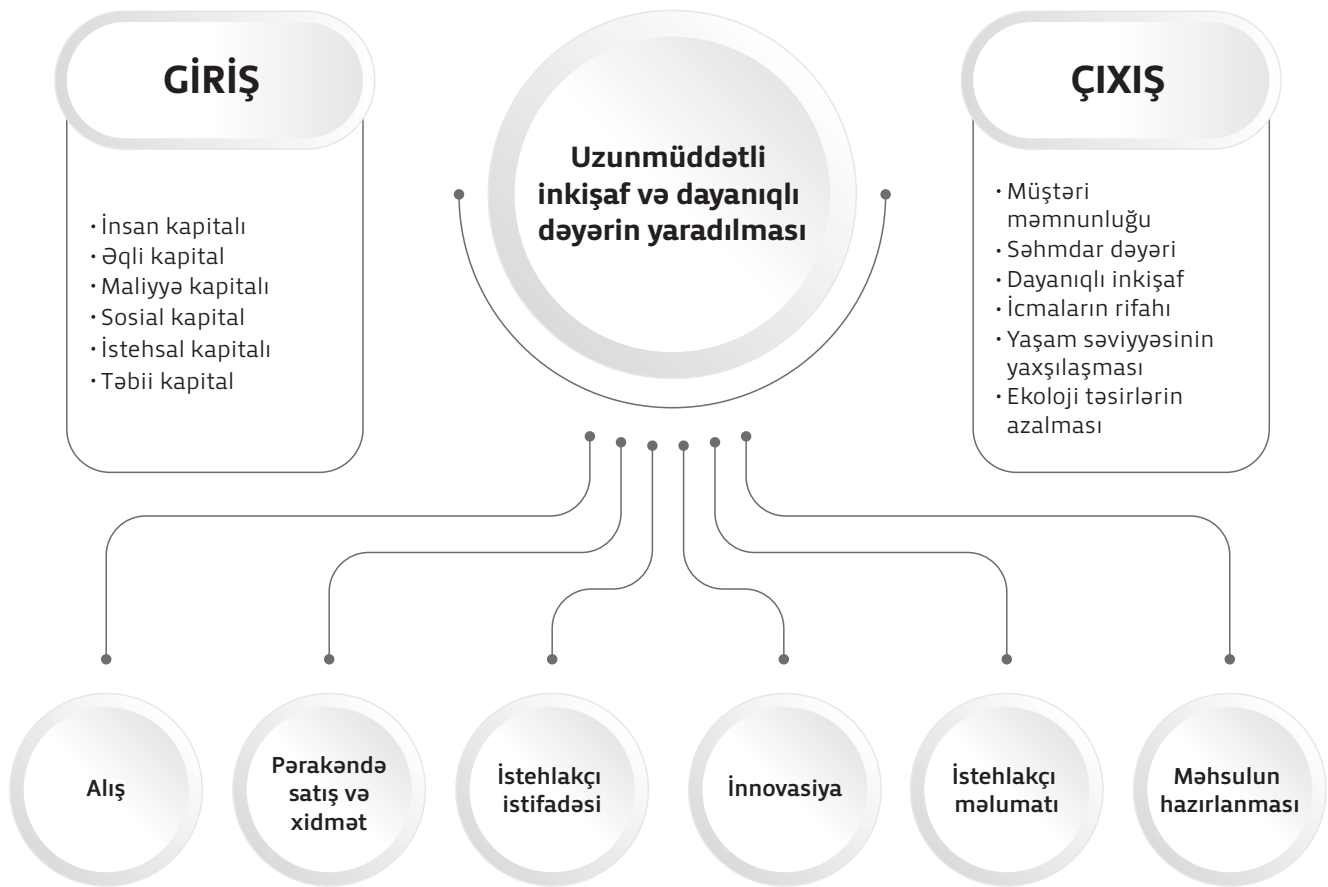 GİRİŞ
· İnsan kapitalı
· Əqli kapital
· Maliyyə kapitalı
· Sosial kapital
· İstehsal kapitalı
· Təbii kapital
Uzunmüddətli
inkişaf və dayanıqlı
dəyərin yaradılması
ÇIXIŞ
· Müştəri
məmnunluğu
· Səhmdar dəyəri
· Dayanıqlı inkişaf
· İcmaların rifahı
· Yaşam səviyyəsinin
yaxşılaşması
· Ekoloji təsirlərin
azalması
Alış
Pərakəndə
satış və
xidmət
İstehlakçı
istifadəsi
İnnovasiya
İstehlakçı
məlumatı
Məhsulun
hazırlanması